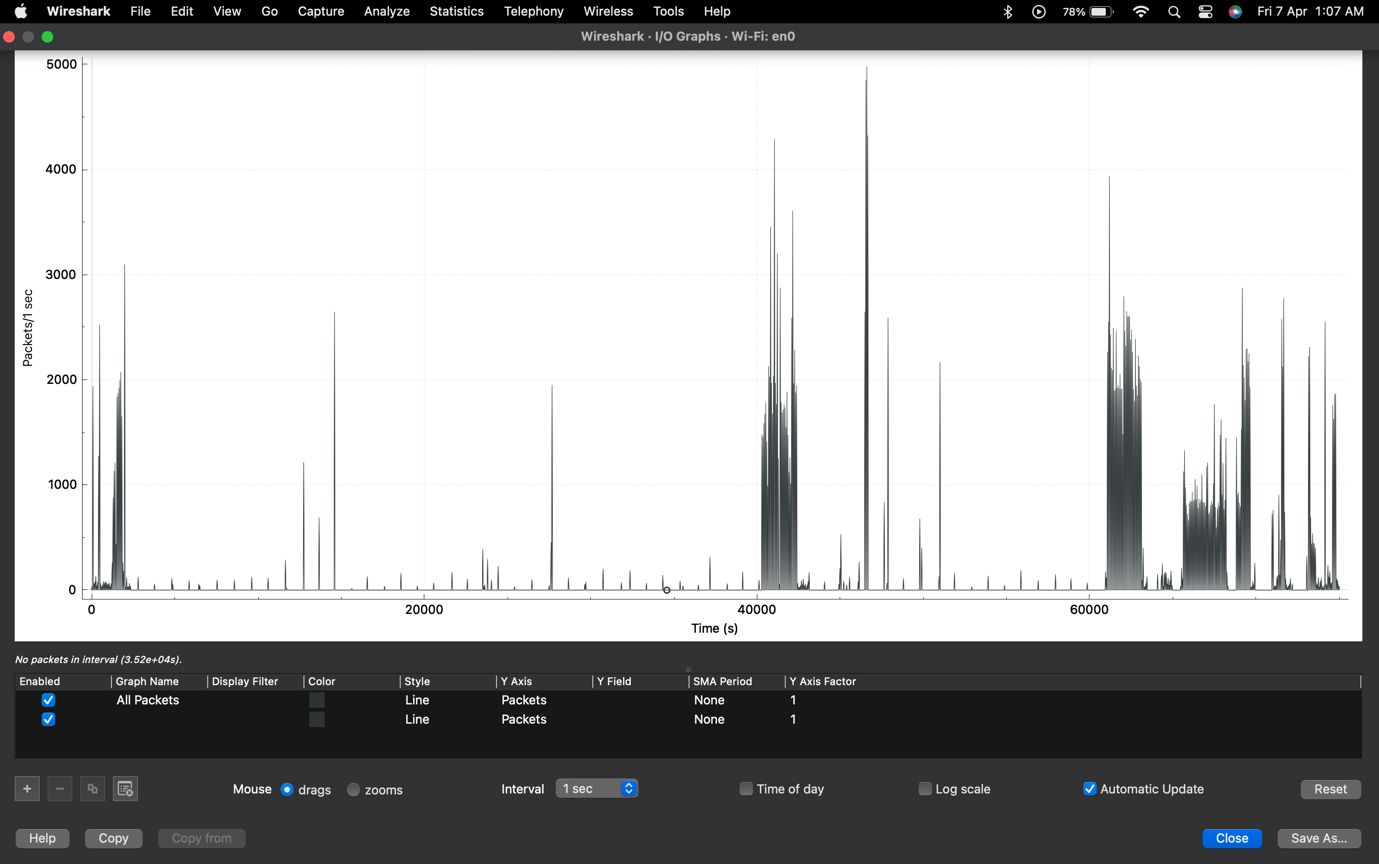 Wireshark File Edit View Go Capture Analyze Statistics Telephony Wireless Tools Help 78% Fri 7 Apr 1:07 AM
Wireshark · I/O Graphs · Wi-Fi: en0
5000
4000
3000
2000
1000
0
Packets/1 sec
0 20000 40000 60000
Time (s)
No packets in interval (3.52e+04s).
Enabled Graph Name Display Filter Color Style Y Axis Y Field SMA Period Y Axis Factor
All Packets Line Packets None 1
Line Packets None 1
Mouse drags zooms Interval 1 sec Time of day Log scale Automatic Update Reset
Help Copy Copy from Close Save As...